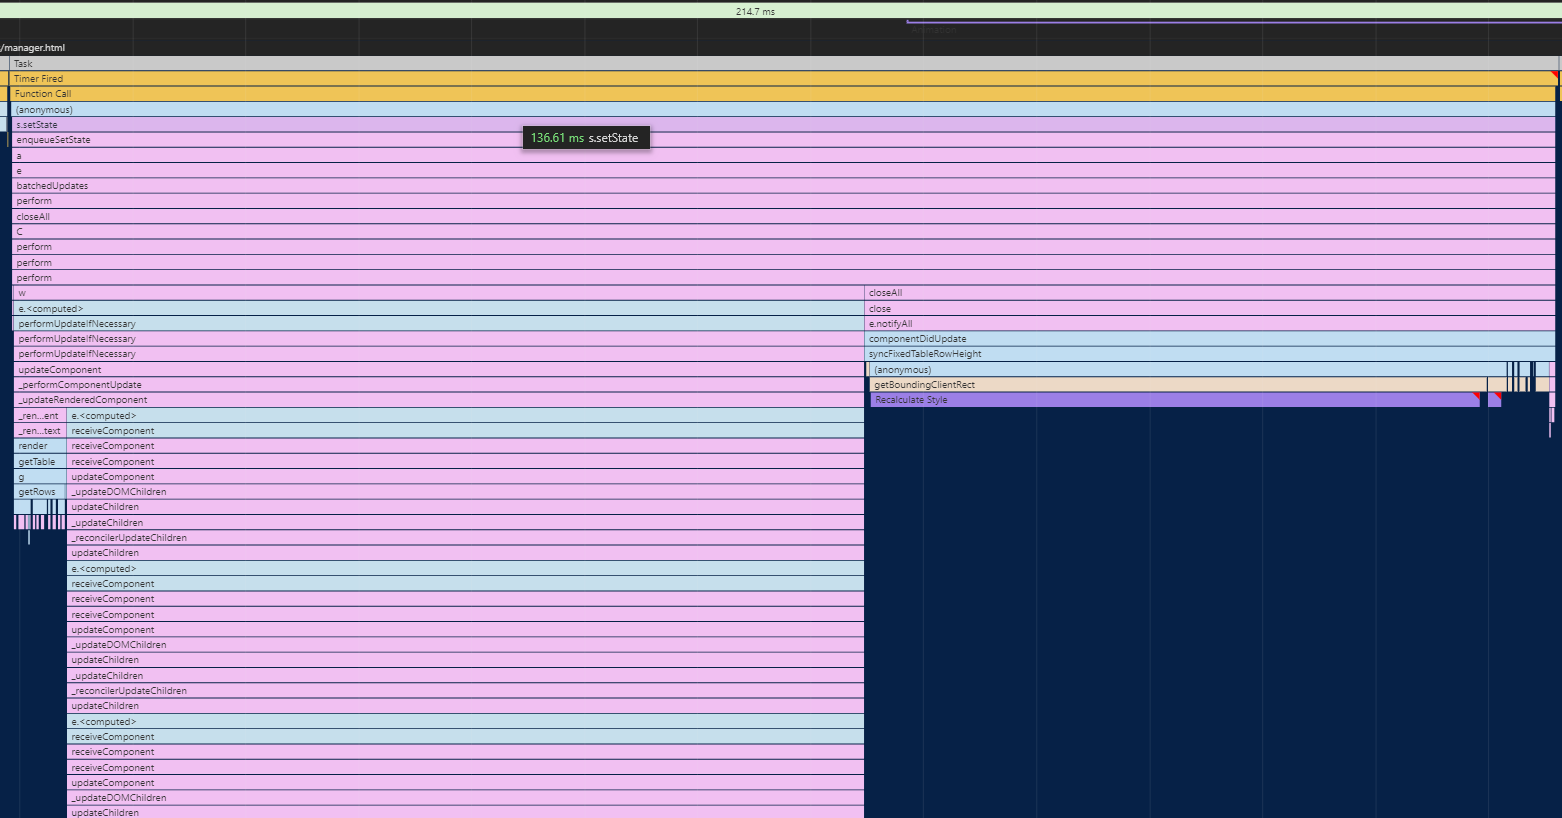 214.7 ms
Animation
/manager.html
Task
Timer Fired
Function Call
(anonymous)
s.setState
136.61 ms s.setState
enqueueSetState
a
e
batchedUpdates
perform
closeAll
C
perform
perform
perform
w closeAll
e.<computed> close
performUpdateIfNecessary e.notifyAll
performUpdateIfNecessary componentDidUpdate
performUpdateIfNecessary syncFixedTableRowHeight
updateComponent (anonymous)
_performComponentUpdate getBoundingClientRect
_updateRenderedComponent Recalculate Style
_ren...ent e.<computed>
_ren...text receiveComponent
render receiveComponent
getTable receiveComponent
g updateComponent
getRows _updateDOMChildren
updateChildren
_updateChildren
_reconcilerUpdateChildren
updateChildren
e.<computed>
receiveComponent
receiveComponent
receiveComponent
updateComponent
_updateDOMChildren
updateChildren
_updateChildren
_reconcilerUpdateChildren
updateChildren
e.<computed>
receiveComponent
receiveComponent
receiveComponent
updateComponent
_updateDOMChildren
updateChildren